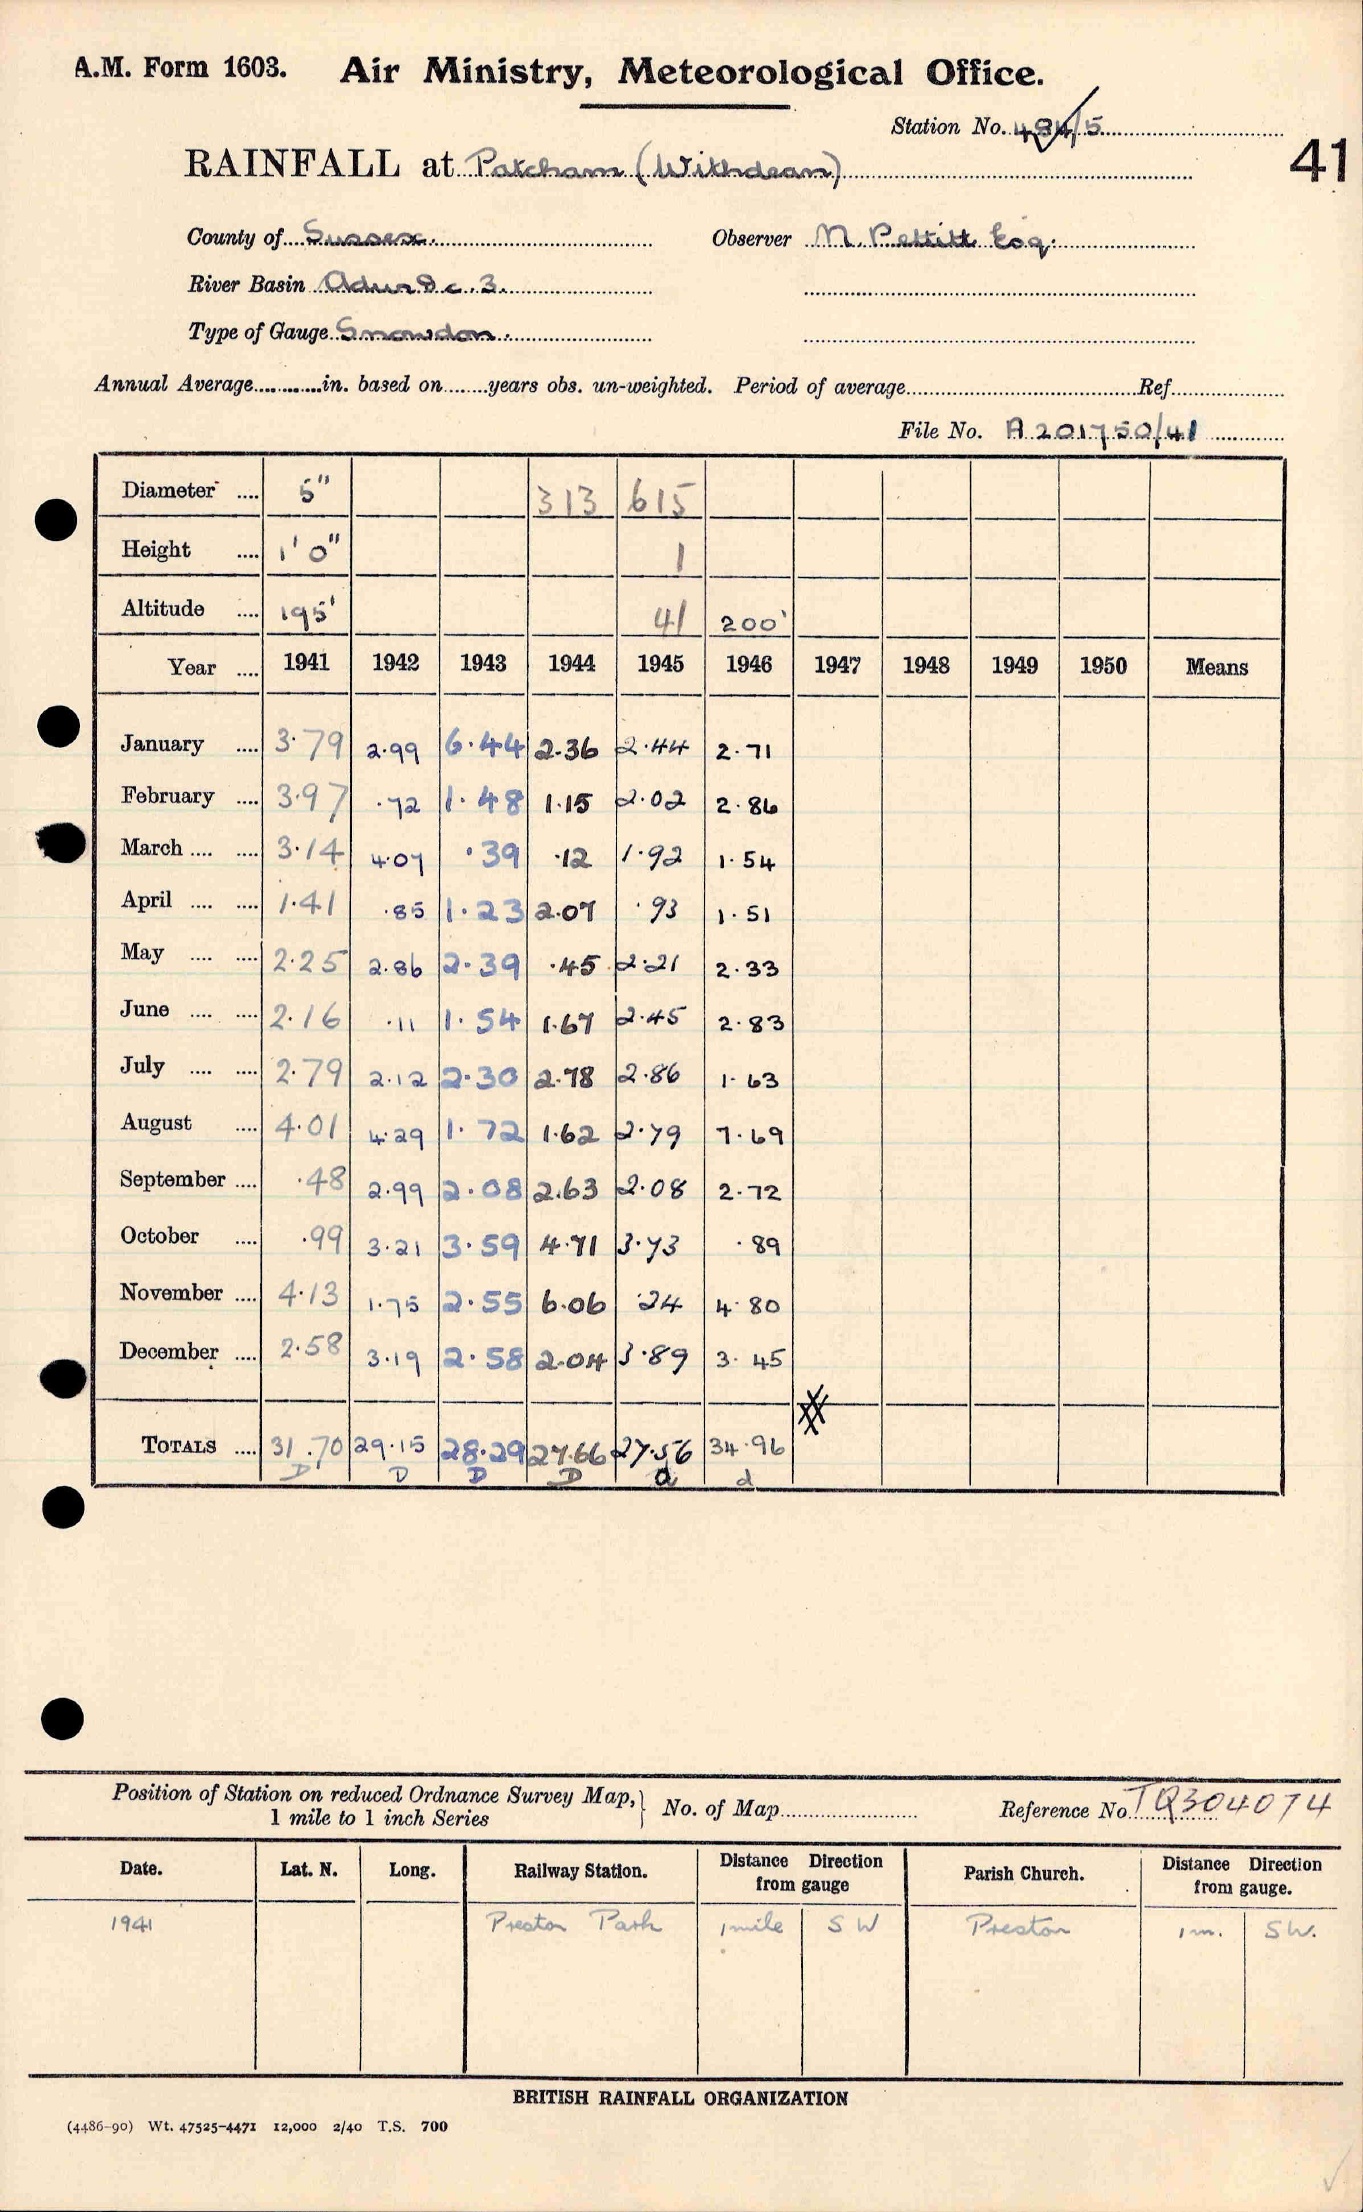 A.M. Form 1603. Air Ministry, Meteorological Office.
Station No. 484/5
41
RAINFALL at Patcham (Withdean)
County of Sussex. Observer N. Pettitt Esq.
River Basin Adur &c. 3.
Type of Gauge Snowdon.
Annual Average............in. based on.......years obs. un-weighted. Period of average........Ref........
File No. A 201750/41
Diameter .... 5" 313 615
Height .... 1' 0" 1
Altitude .... 195' 41 200'
Year .... 1941 1942 1943 1944 1945 1946 1947 1948 1949 1950 Means
January .... 3.79 2.99 6.44 2.36 2.44 2.71
February .... 3.97 .72 1.48 1.15 2.02 2.86
March .... .... 3.14 4.07 .39 .12 1.92 1.54
April .... .... 1.41 .85 1.23 2.07 .93 1.51
May .... .... 2.25 2.86 2.39 .45 2.21 2.33
June .... .... 2.16 .11 1.54 1.67 2.45 2.83
July .... .... 2.79 2.12 2.30 2.78 2.86 1.63
August .... 4.01 4.29 1.72 1.62 2.79 7.69
September .... .48 2.99 2.08 2.63 2.08 2.72
October .... .99 3.21 3.59 4.71 3.73 .89
November .... 4.13 1.75 2.55 6.06 .24 4.80
December .... 2.58 3.19 2.58 2.04 3.89 3.45
TOTALS .... 31.70 29.15 28.29 27.66 27.56 34.96
D D D D a d
Position of Station on reduced Ordnance Survey Map, 1 mile to 1 inch Series } No. of Map........ Reference No. TQ304074
Date. Lat. N. Long. Railway Station. Distance Direction from gauge Parish Church. Distance Direction from gauge.
1941 Preston Park 1 mile S W Preston 1 m. S W.
BRITISH RAINFALL ORGANIZATION
(4486-90) Wt. 47525-4471 12,000 2/40 T.S. 700